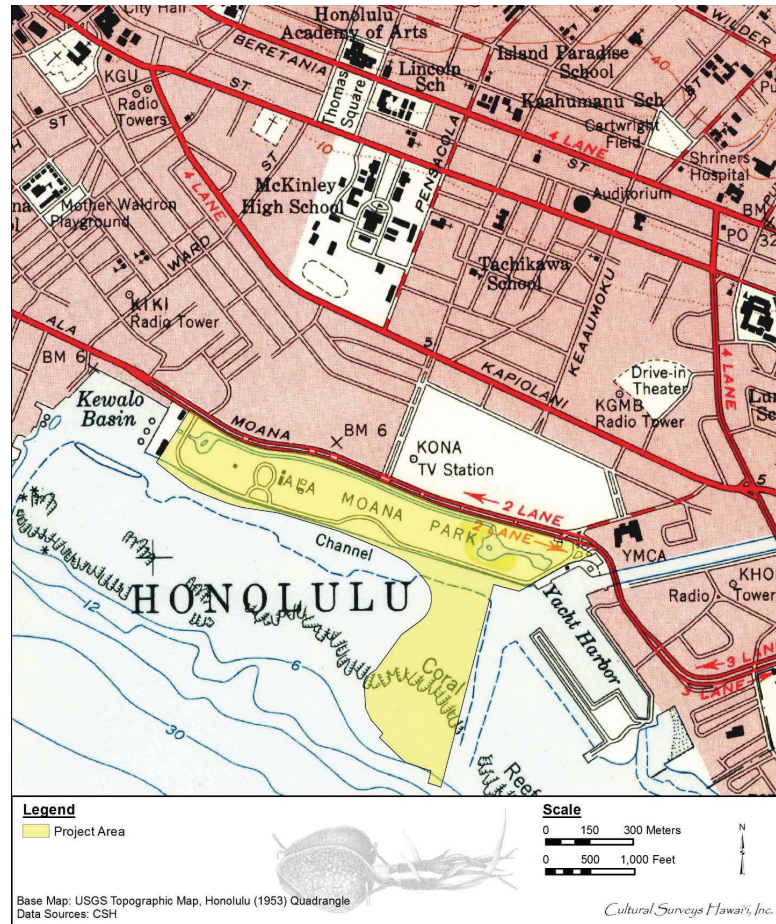 City Hall
Honolulu
Academy of Arts
WILDER
BERETANIA
Island Paradise
School
40
KGU
Radio
Towers
ST
Thomas
Square
Lincoln
Sch
Kaahumanu Sch
ST
4 LANE
Cartwright
Field
Shriners
Hospital
ST
10
ST
4 LANE
McKinley
High School
PENSACOLA
Auditorium
BM
PO
Mother Waldron
Playground
WARD
Tachikawa
School
KEEAUMOKU
KIKI
Radio Tower
ALA
5
KAPIOLANI
4 LANE
BM 6
Drive-in
Theater
KGMB
Radio Tower
Kewalo
Basin
MOANA
BM 6
KONA
TV Station
5
2 LANE
ALA MOANA PARK
2 LANE
YMCA
Channel
HONOLULU
KHO
Radio
Tower
Yacht Harbor
12
3 LANE
3 LANE
6
Coral
30
Reef
Legend
Project Area
Scale
0 150 300 Meters
0 500 1,000 Feet
N
Base Map: USGS Topographic Map, Honolulu (1953) Quadrangle
Data Sources: CSH
Cultural Surveys Hawai'i, Inc.